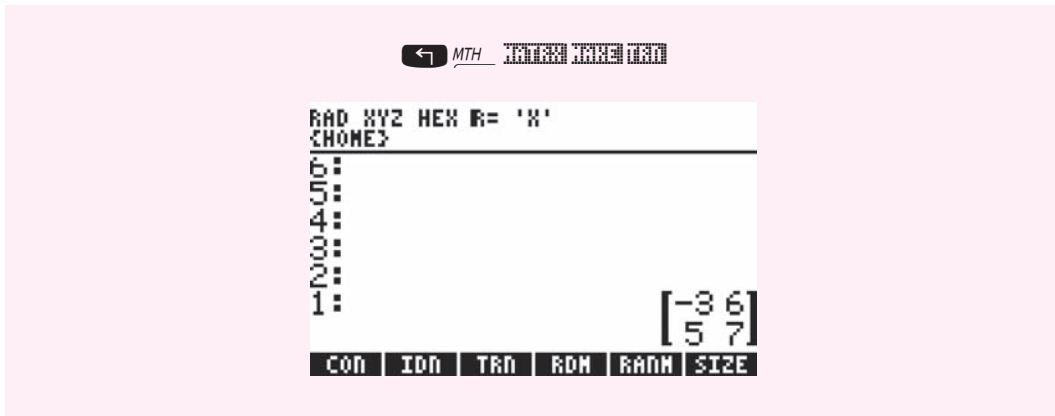 MTH MATRX MAKE TRN
RAD XYZ HEX R= 'X'
{HOME}
6:
5:
4:
3:
2:
1:
[-3 6]
[5 7]
CON IDN TRN RDM RANM SIZE